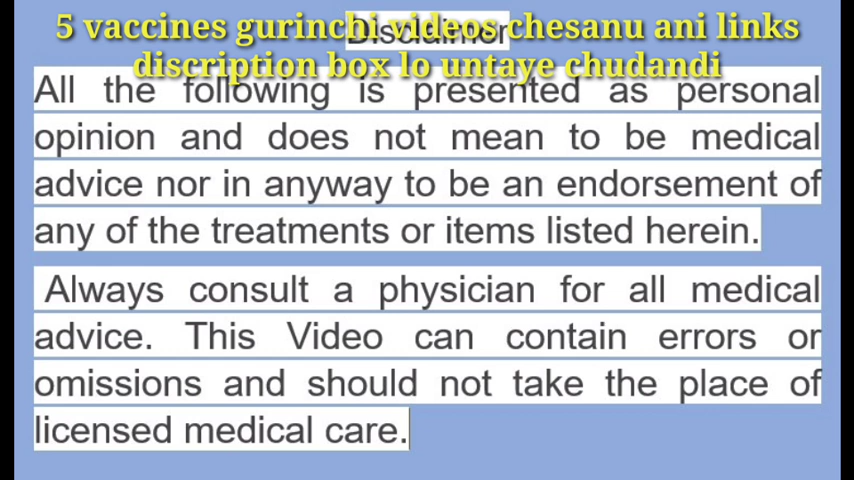 5 vaccines gurinchi videos chesanu ani links
discription box lo untaye chudandi
Disclaimer
All the following is presented as personal
opinion and does not mean to be medical
advice nor in anyway to be an endorsement of
any of the treatments or items listed herein.
Always consult a physician for all medical
advice. This Video can contain errors or
omissions and should not take the place of
licensed medical care.